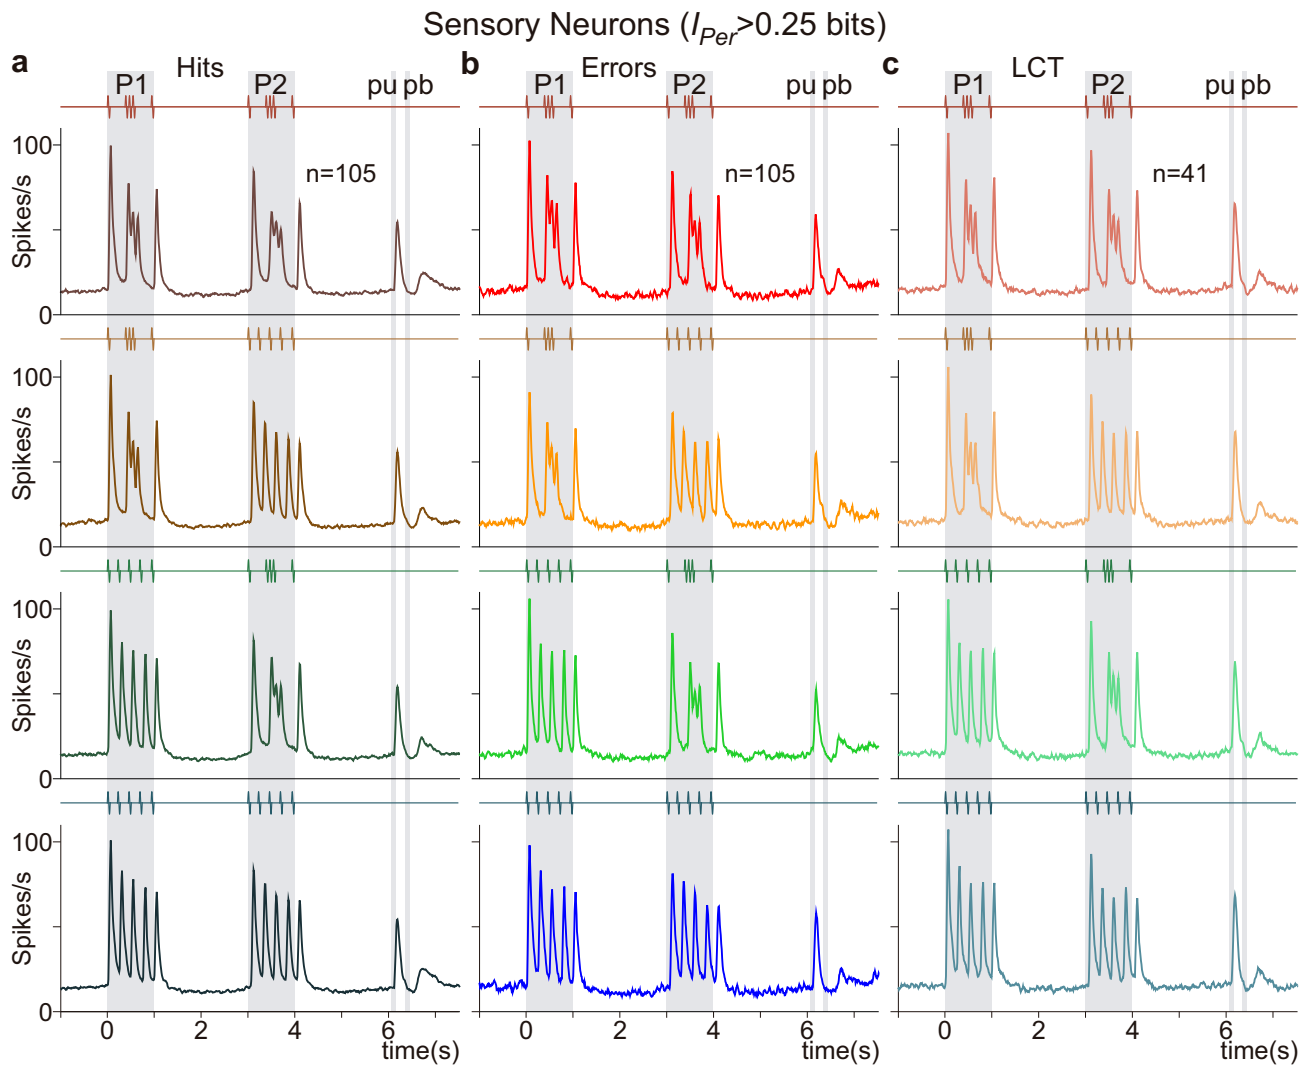 Sensory Neurons (I_Per>0.25 bits)
a Hits b Errors c LCT
P1 P2 pu pb P1 P2 pu pb P1 P2 pu pb
100
n=105 n=105 n=41
Spikes/s
0
100
Spikes/s
0
100
Spikes/s
0
100
Spikes/s
0
0 2 4 6 0 2 4 6 0 2 4 6
time(s) time(s) time(s)